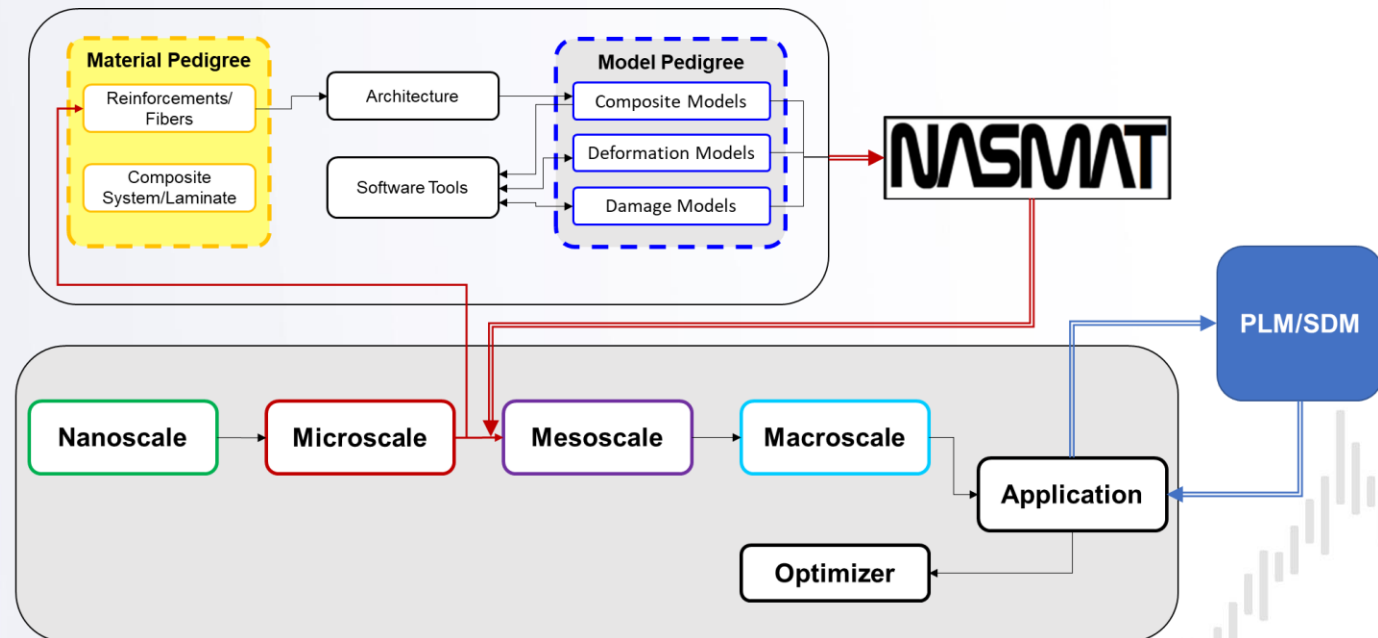 Material Pedigree
Reinforcements/
Fibers
Composite
System/Laminate
Architecture
Software Tools
Model Pedigree
Composite Models
Deformation Models
Damage Models
NASMAT
PLM/SDM
Nanoscale
Microscale
Mesoscale
Macroscale
Application
Optimizer